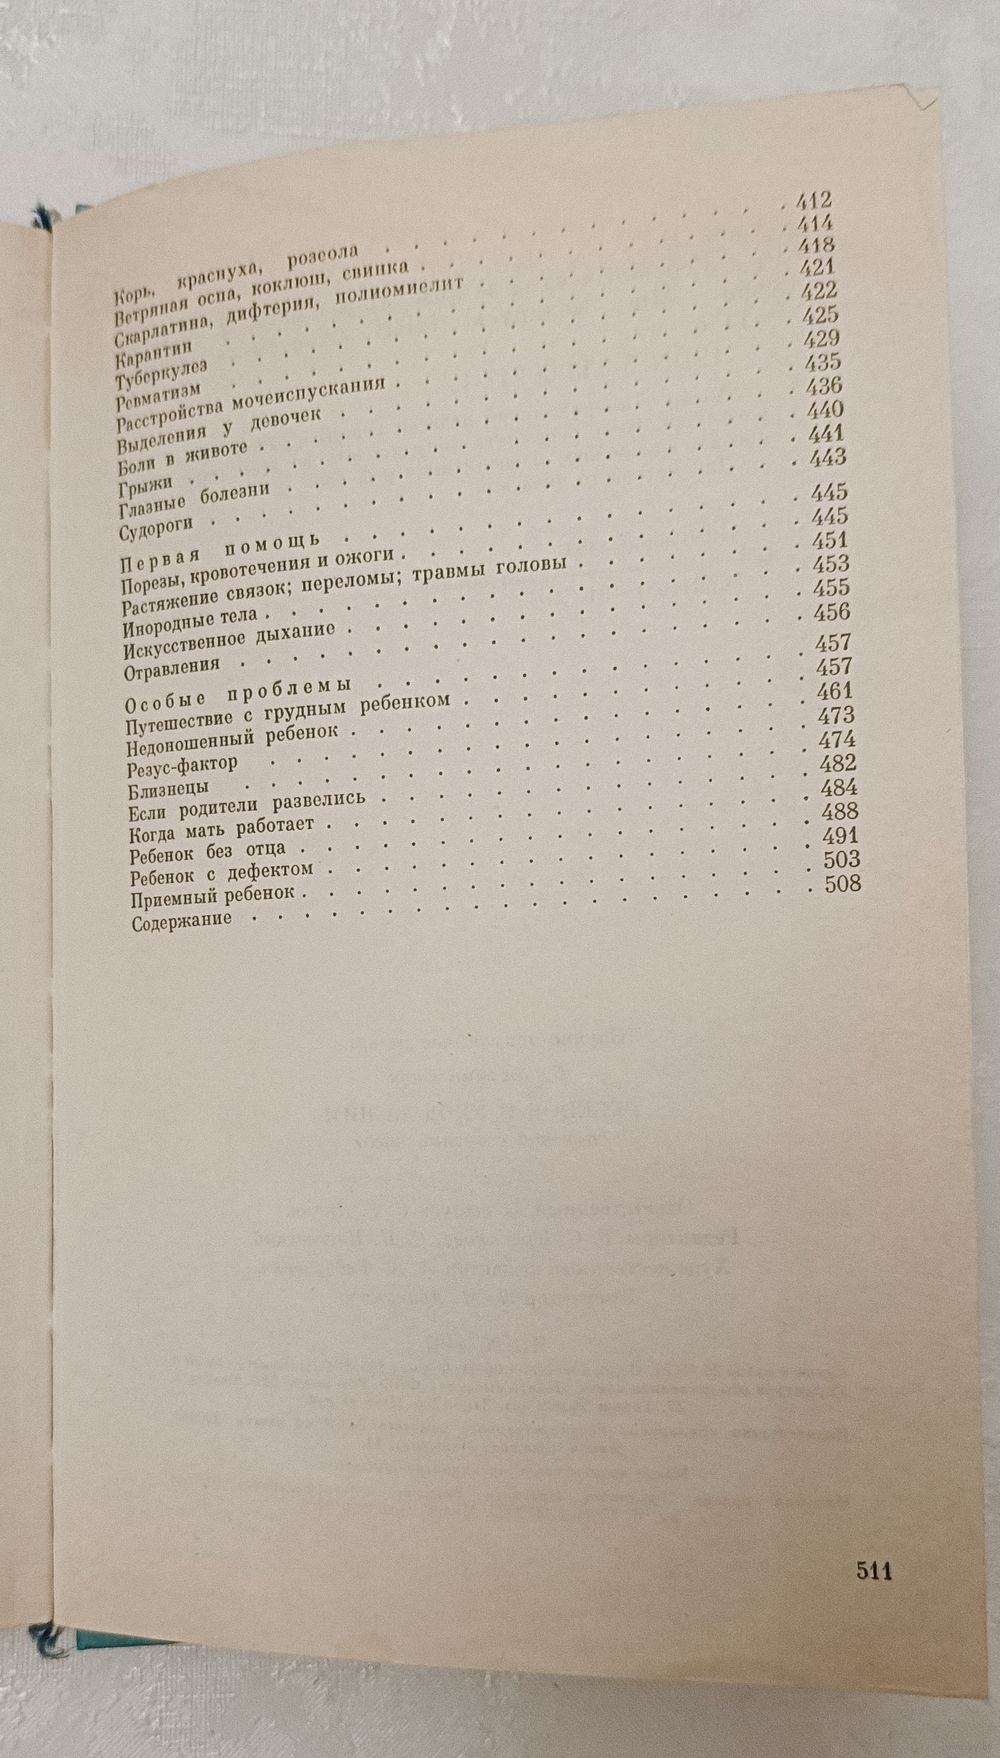 Корь, краснуха, розеола . . . . . . . . . . . . . . 412
Ветряная оспа, коклюш, свинка . . . . . . . . . . . . 414
Скарлатина, дифтерия, полиомиелит . . . . . . . . . . 418
Карантин . . . . . . . . . . . . . . . . . . . 421
Туберкулез . . . . . . . . . . . . . . . . . . 422
Ревматизм . . . . . . . . . . . . . . . . . . 425
Расстройства мочеиспускания . . . . . . . . . . . . 429
Выделения у девочек . . . . . . . . . . . . . . . 435
Боли в животе . . . . . . . . . . . . . . . . . 436
Грыжи . . . . . . . . . . . . . . . . . . . . 440
Глазные болезни . . . . . . . . . . . . . . . . 441
Судороги . . . . . . . . . . . . . . . . . . . 443
Первая помощь . . . . . . . . . . . . . . . . 445
Порезы, кровотечения и ожоги . . . . . . . . . . . . 445
Растяжение связок; переломы; травмы головы . . . . . . . 451
Инородные тела . . . . . . . . . . . . . . . . . 453
Искусственное дыхание . . . . . . . . . . . . . . 455
Отравления . . . . . . . . . . . . . . . . . . 456
Особые проблемы . . . . . . . . . . . . . . . 457
Путешествие с грудным ребенком . . . . . . . . . . . 457
Недоношенный ребенок . . . . . . . . . . . . . . 461
Резус-фактор . . . . . . . . . . . . . . . . . 473
Близнецы . . . . . . . . . . . . . . . . . . 474
Если родители развелись . . . . . . . . . . . . . . 482
Когда мать работает . . . . . . . . . . . . . . . 484
Ребенок без отца . . . . . . . . . . . . . . . . 488
Ребенок с дефектом . . . . . . . . . . . . . . . 491
Приемный ребенок . . . . . . . . . . . . . . . . 503
Содержание . . . . . . . . . . . . . . . . . . 508
511